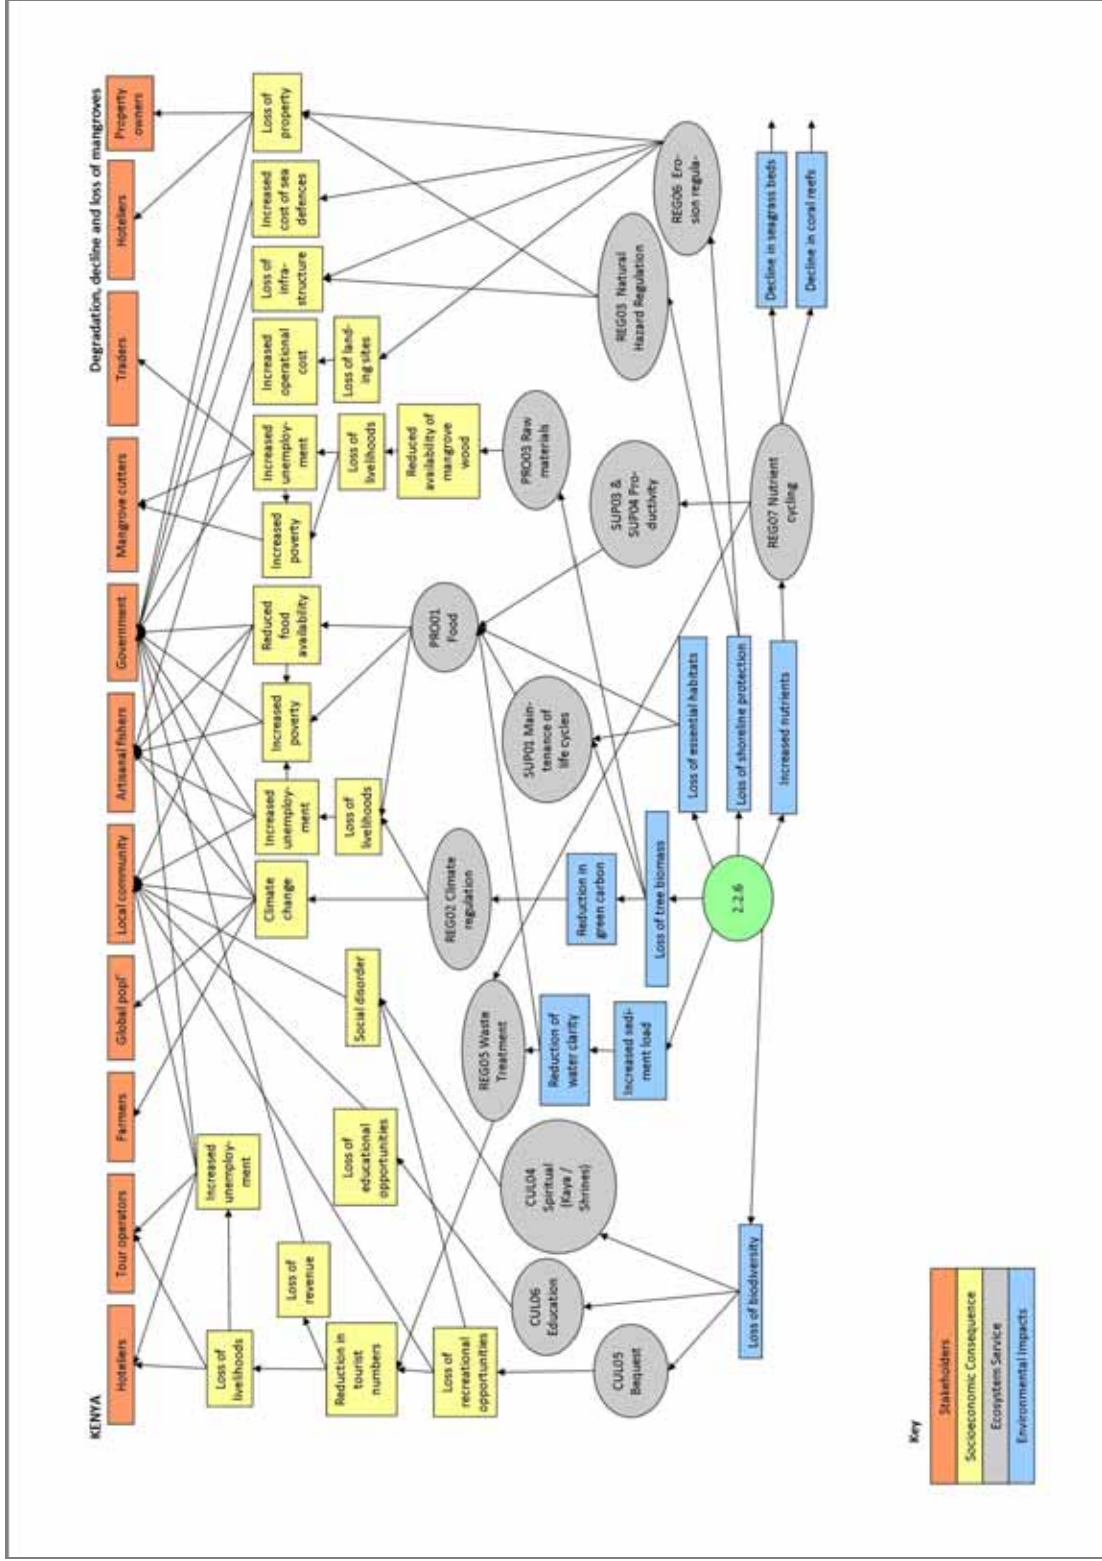 KENYA
Degradation, decline and loss of mangroves
Hoteliers
Tour operators
Farmers
Global popl'
Local community
Artisanal fishers
Government
Mangrove cutters
Traders
Hoteliers
Property
owners
Loss of
livelihoods
Increased
unemploy-
ment
Loss of
revenue
Reduction in
tourist
numbers
Loss of
recreational
opportunities
Loss of
educational
opportunities
Social disorder
Climate
change
Increased
unemploy-
ment
Loss of
livelihoods
Increased
poverty
Reduced
food
availability
Increased
poverty
Increased
unemploy-
ment
Loss of
livelihoods
Reduced
availability of
mangrove
wood
Increased
operational
cost
Loss of land-
ing sites
Loss of
infra-
structure
Increased
cost of sea
defences
Loss of
property
CUL05
Bequest
CUL06
Education
CUL04
Spiritual
(Kaya /
Shrines)
REG05 Waste
Treatment
REG02 Climate
regulation
SUP01 Main-
tenance of
life cycles
PRO01
Food
SUP03 &
SUP04 Pro-
ductivity
PRO03 Raw
materials
REG03 Natural
Hazard Regulation
REG06 Ero-
sion regula-
REG07 Nutrient
cycling
Loss of biodiversity
Reduction of
water clarity
Increased sedi-
ment load
Reduction in
green carbon
Loss of tree biomass
2.2.6
Loss of essential habitats
Loss of shoreline protection
Increased nutrients
Decline in seagrass beds
Decline in coral reefs
Key
Stakeholders
Socioeconomic Consequence
Ecosystem Service
Environmental Impacts